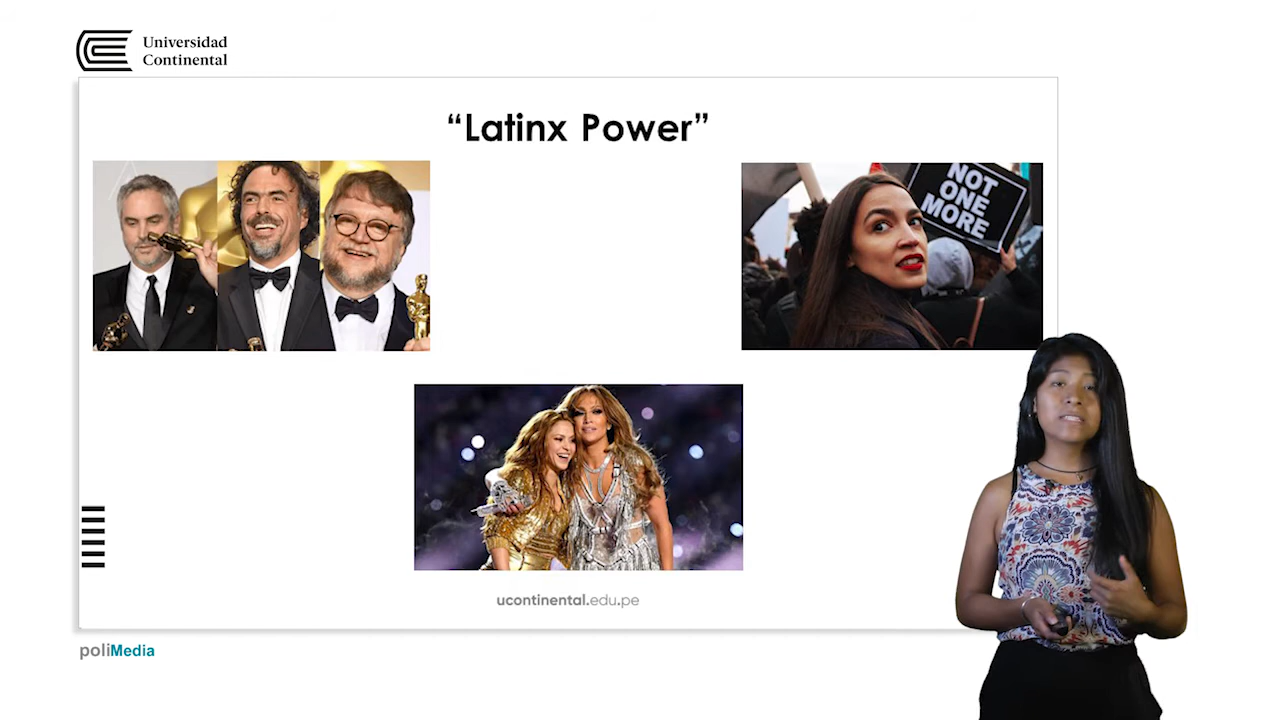 Universidad
Continental
“Latinx Power”
NOT
ONE
MORE
ucontinental.edu.pe
poliMedia